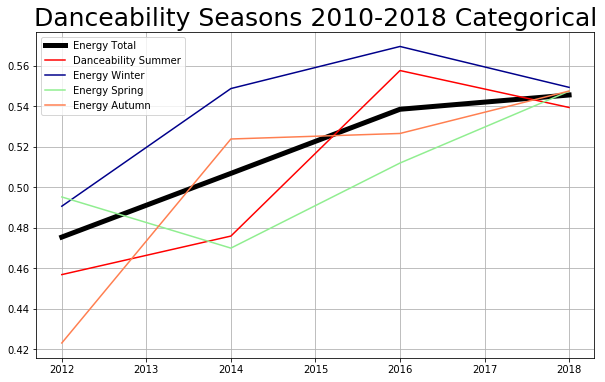 Danceability Seasons 2010-2018 Categorical
Energy Total
Danceability Summer
Energy Winter
Energy Spring
Energy Autumn
0.56
0.54
0.52
0.50
0.48
0.46
0.44
0.42
2012 2013 2014 2015 2016 2017 2018